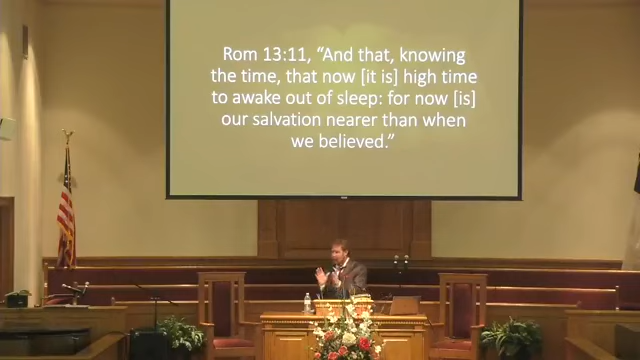 Rom 13:11, “And that, knowing
the time, that now [it is] high time
to awake out of sleep: for now [is]
our salvation nearer than when
we believed.”